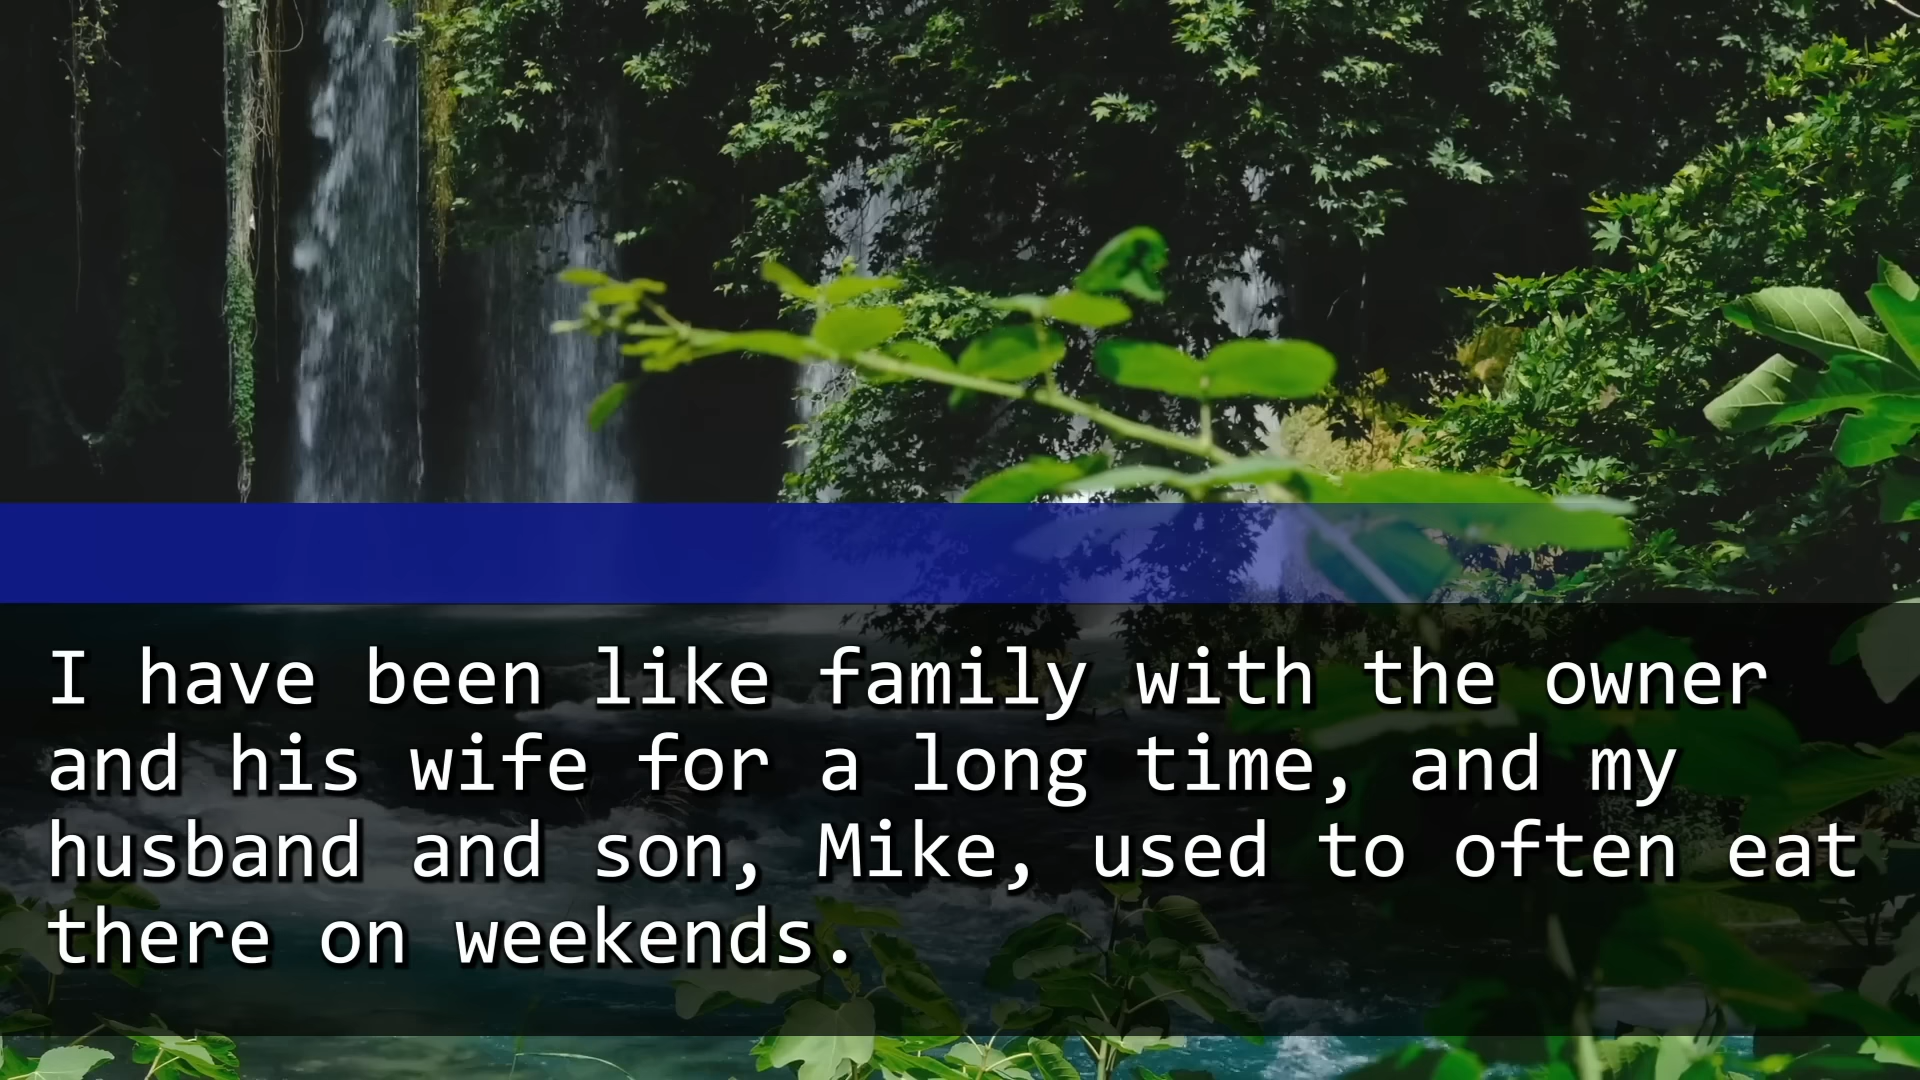 I have been like family with the owner
and his wife for a long time, and my
husband and son, Mike, used to often eat
there on weekends.